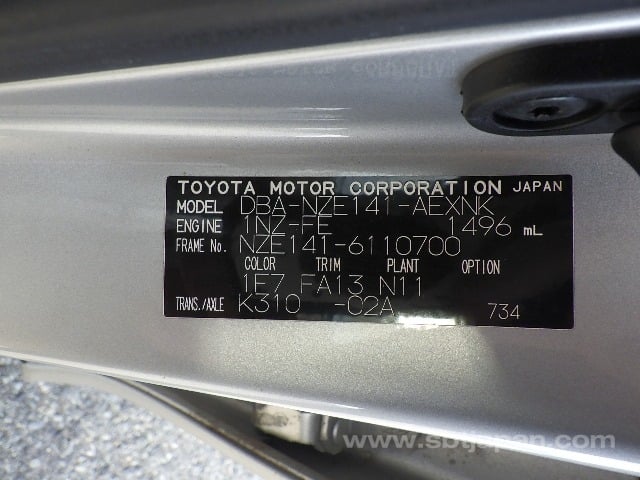 TOYOTA MOTOR CORPORATION JAPAN
MODEL DBA-NZE141-AEXNK
ENGINE 1NZ-FE 1496 mL
FRAME No. NZE141-6110700
COLOR TRIM PLANT OPTION
1E7 FA13 N11
TRANS./AXLE K310 -02A 734
www.sbtjapan.com